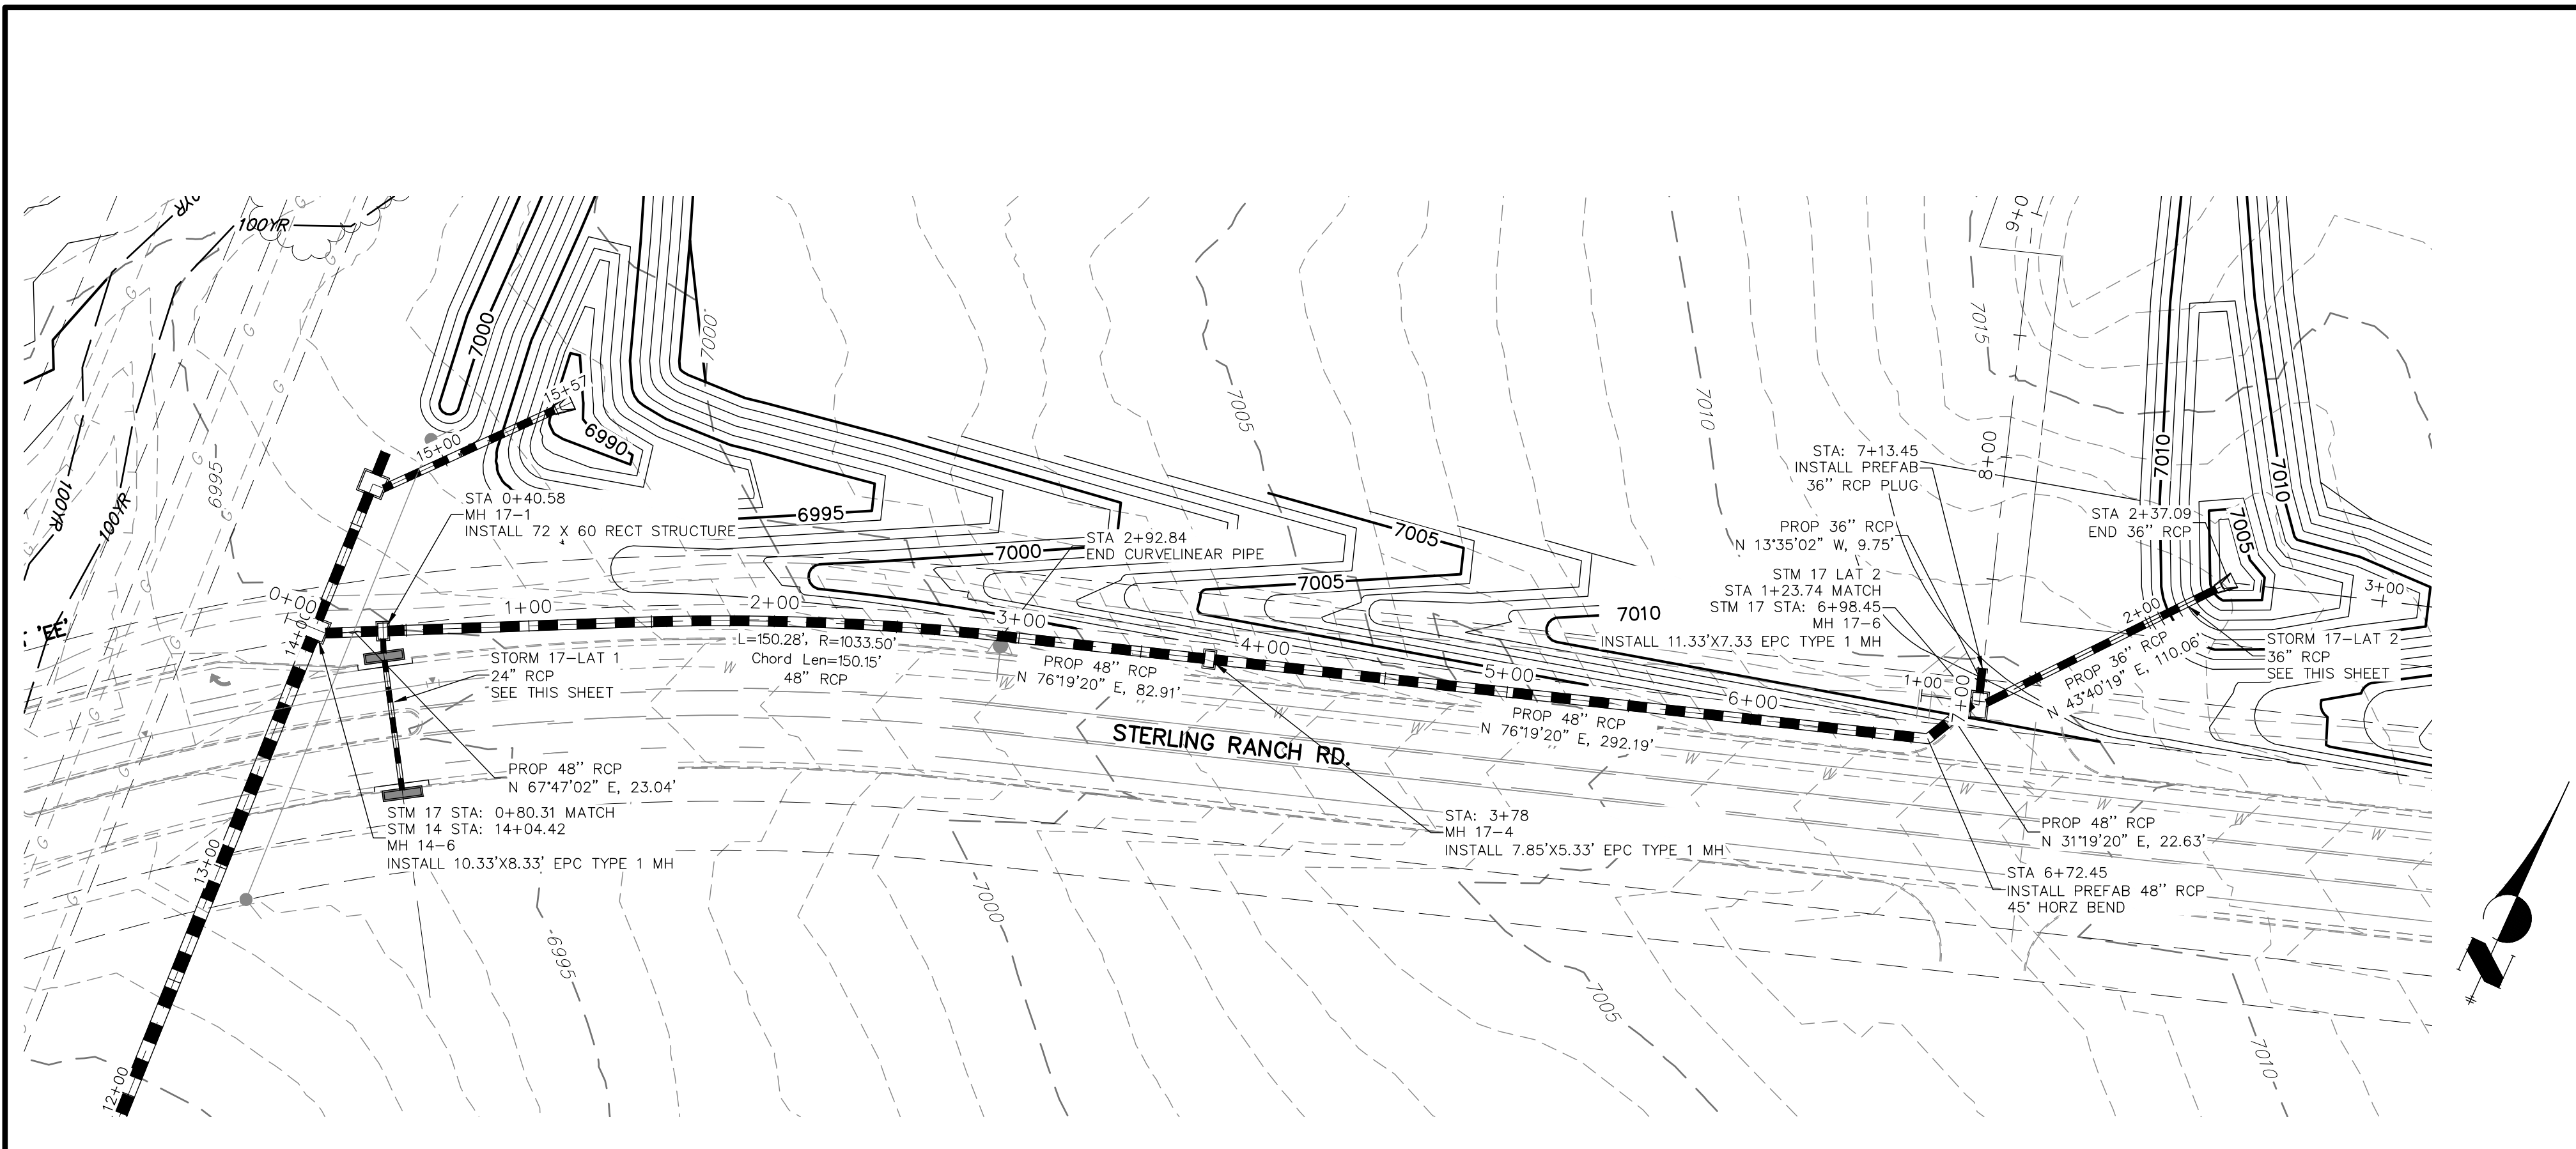 100YR
7000
7000
15+57
6990
15+00
6995
100YR
100YR
STA 0+40.58
MH 17-1
INSTALL 72 X 60 RECT STRUCTURE
6995
0+00
14+00
'EE'
1+00
2+00
7000
STA 2+92.84
END CURVELINEAR PIPE
3+00
L=150.28', R=1033.50'
Chord Len=150.15'
48" RCP
STORM 17-LAT 1
24" RCP
SEE THIS SHEET
PROP 48" RCP
N 67°47'02" E, 23.04'
STM 17 STA: 0+80.31 MATCH
STM 14 STA: 14+04.42
MH 14-6
INSTALL 10.33'X8.33' EPC TYPE 1 MH
13+00
12+00
6995
7000
PROP 48" RCP
N 76°19'20" E, 82.91'
STERLING RANCH RD.
4+00
7005
7005
7005
5+00
PROP 48" RCP
N 76°19'20" E, 292.19'
STA: 3+78
MH 17-4
INSTALL 7.85'X5.33' EPC TYPE 1 MH
7005
7010
7010
6+00
STA: 7+13.45
INSTALL PREFAB
36" RCP PLUG
PROP 36" RCP
N 13°35'02" W, 9.75'
STM 17 LAT 2
STA 1+23.74 MATCH
STM 17 STA: 6+98.45
MH 17-6
INSTALL 11.33'X7.33 EPC TYPE 1 MH
1+00
7+00
7015
8+00
9+0
7010
7010
STA 2+37.09
END 36" RCP
7005
3+00
2+00
PROP 36" RCP
N 43°40'19" E, 110.06'
STORM 17-LAT 2
36" RCP
SEE THIS SHEET
PROP 48" RCP
N 31°19'20" E, 22.63'
STA 6+72.45
INSTALL PREFAB 48" RCP
45° HORZ BEND
7010